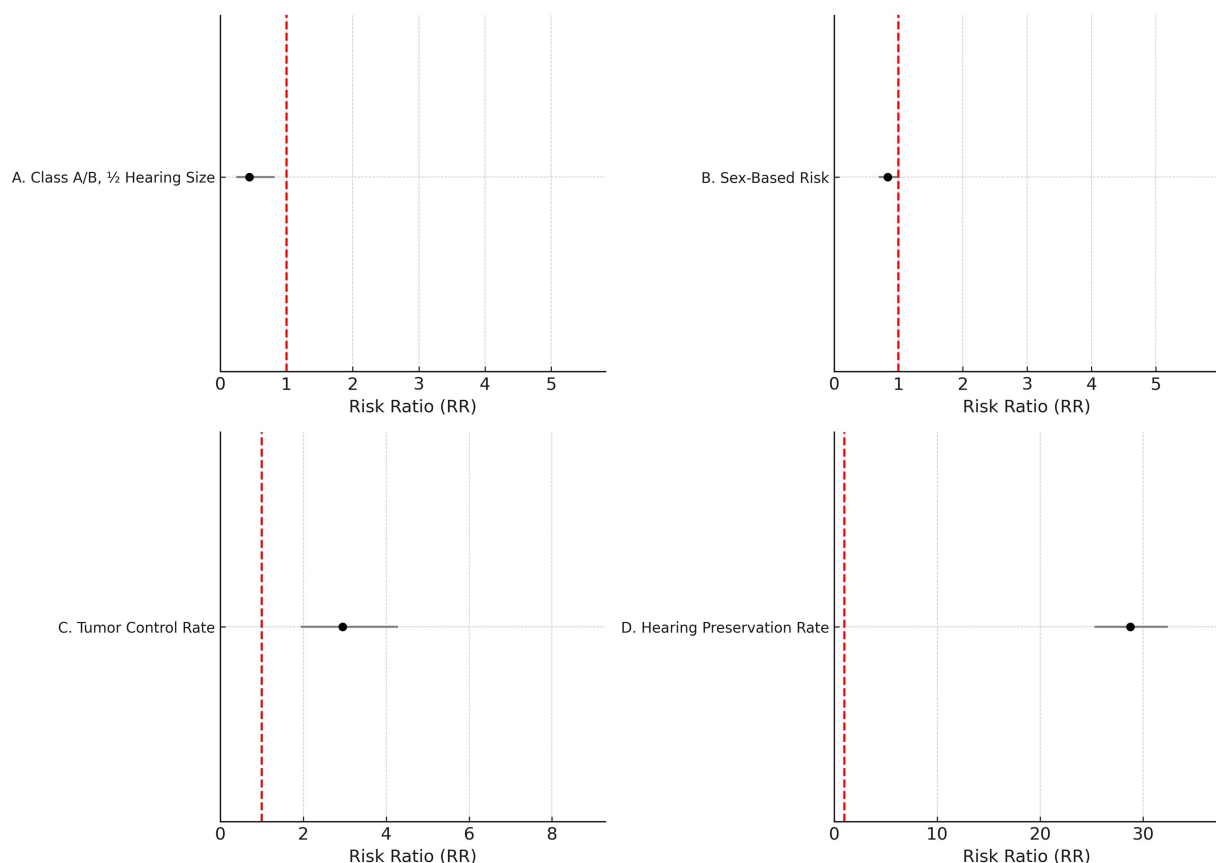 A. Class A/B, ½ Hearing Size
0 1 2 3 4 5
Risk Ratio (RR)
B. Sex-Based Risk
0 1 2 3 4 5
Risk Ratio (RR)
C. Tumor Control Rate
0 2 4 6 8
Risk Ratio (RR)
D. Hearing Preservation Rate
0 10 20 30
Risk Ratio (RR)